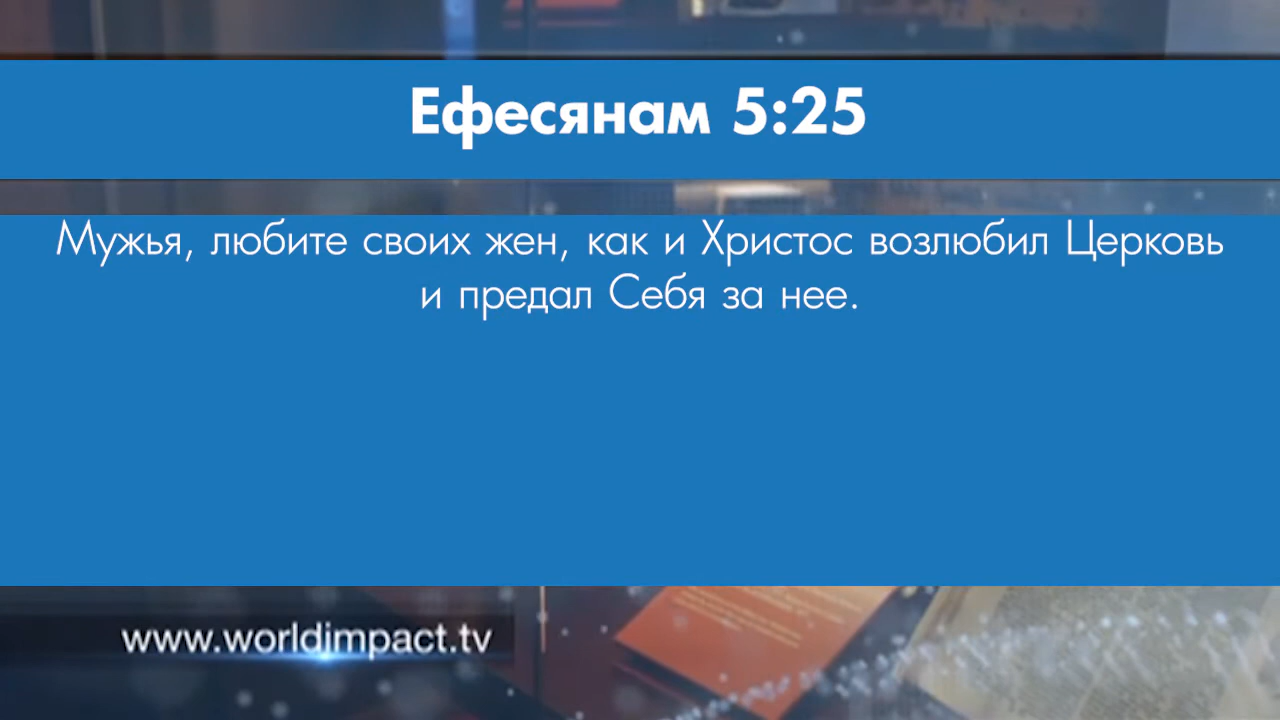 Ефесянам 5:25
Мужья, любите своих жен, как и Христос возлюбил Церковь
и предал Себя за нее.
www.worldimpact.tv